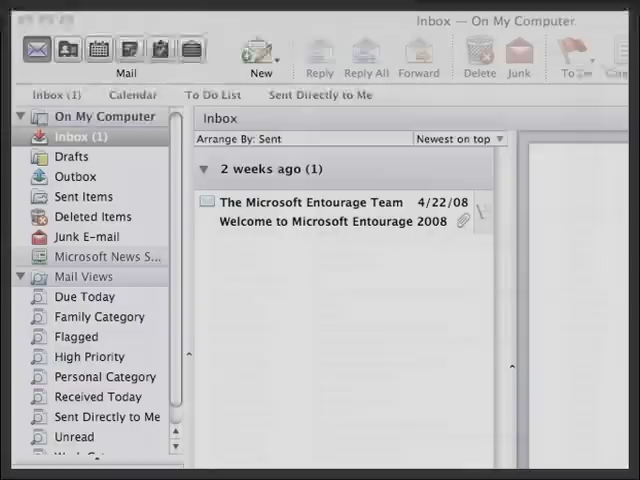 Inbox — On My Computer
Mail
New
Reply
Reply All
Forward
Delete
Junk
Inbox (1)
Calendar
To Do List
Sent Directly to Me
On My Computer
Inbox (1)
Drafts
Outbox
Sent Items
Deleted Items
Junk E-mail
Microsoft News S...
Mail Views
Due Today
Family Category
Flagged
High Priority
Personal Category
Received Today
Sent Directly to Me
Unread
Inbox
Arrange By: Sent
Newest on top
2 weeks ago (1)
The Microsoft Entourage Team 4/22/08
Welcome to Microsoft Entourage 2008